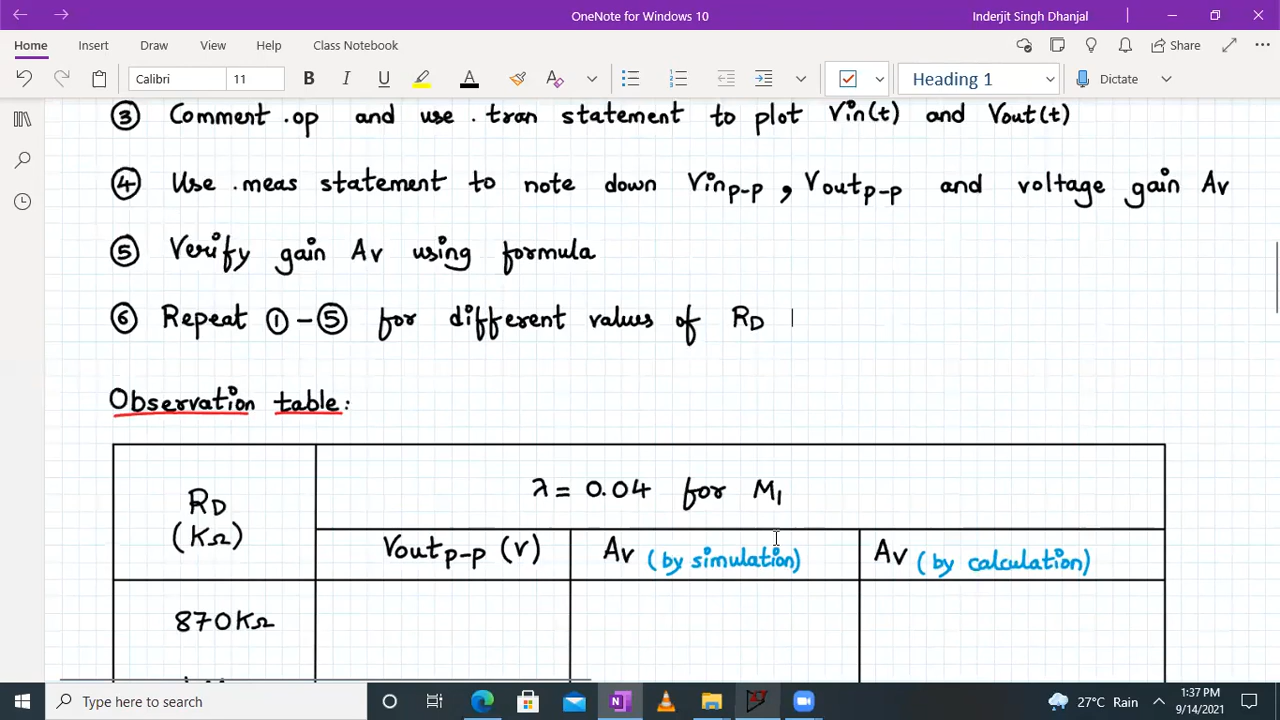 OneNote for Windows 10
Inderjit Singh Dhanjal
Home Insert Draw View Help Class Notebook
Share
Calibri 11 B I U A A Heading 1 Dictate
③ Comment .op and use .tran statement to plot Vin(t) and Vout(t)
④ Use .meas statement to note down Vinp-p, Voutp-p and voltage gain Av
⑤ Verify gain Av using formula
⑥ Repeat ①-⑤ for different values of RD
Observation table:
RD
(KΩ)
λ = 0.04 for M1
Voutp-p (v) Av (by simulation) Av (by calculation)
870KΩ
Type here to search
27°C Rain
1:37 PM
9/14/2021